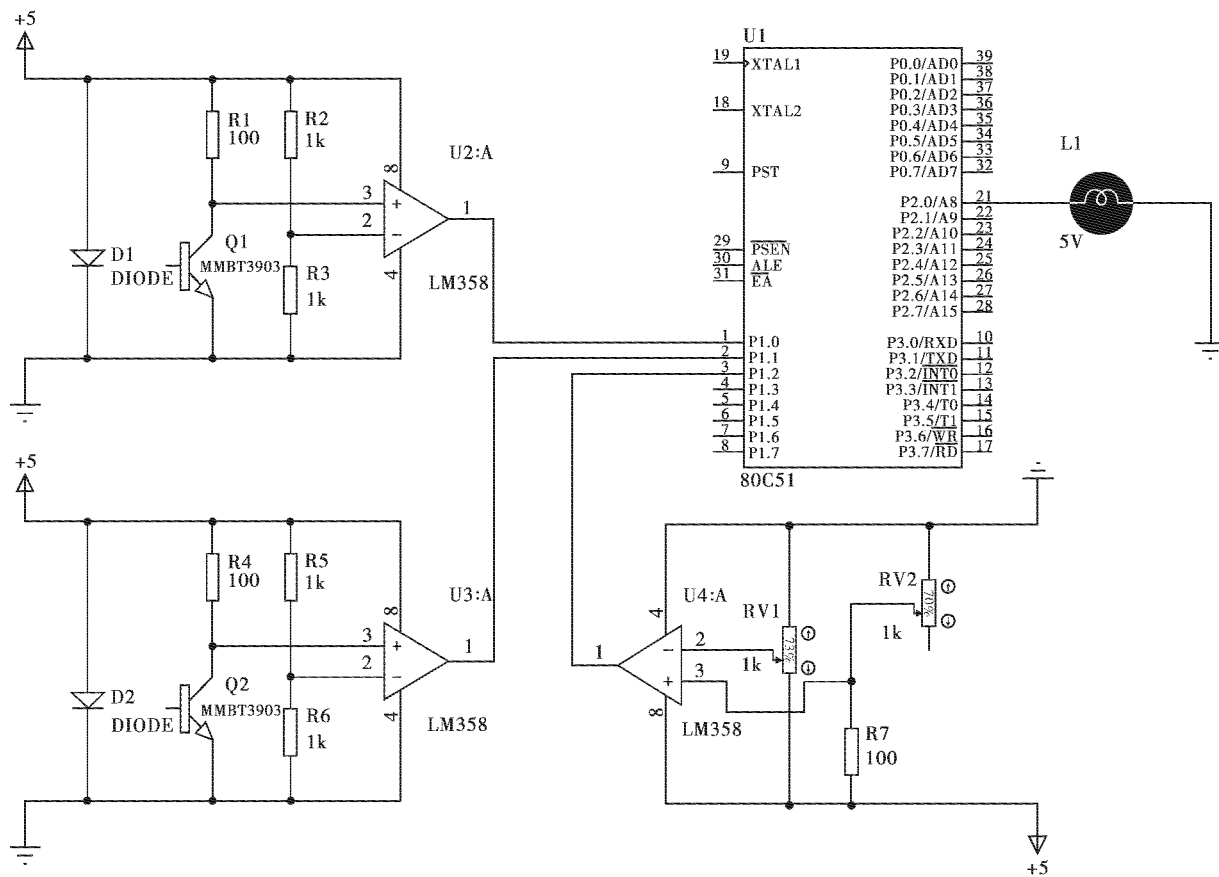 +5
R1
100
R2
1k
U2:A
8
3
+
2
−
1
4
LM358
D1
DIODE
Q1
MMBT3903
R3
1k
U1
19
XTAL1
18
XTAL2
9
PST
29
PSEN
30
ALE
31
EA
1
P1.0
2
P1.1
3
P1.2
4
P1.3
5
P1.4
6
P1.5
7
P1.6
8
P1.7
P0.0/AD0
39
P0.1/AD1
38
P0.2/AD2
37
P0.3/AD3
36
P0.4/AD4
35
P0.5/AD5
34
P0.6/AD6
33
P0.7/AD7
32
P2.0/A8
21
P2.1/A9
22
P2.2/A10
23
P2.3/A11
24
P2.4/A12
25
P2.5/A13
26
P2.6/A14
27
P2.7/A15
28
P3.0/RXD
10
P3.1/TXD
11
P3.2/INT0
12
P3.3/INT1
13
P3.4/T0
14
P3.5/T1
15
P3.6/WR
16
P3.7/RD
17
80C51
L1
5V
+5
R4
100
R5
1k
U3:A
8
3
+
2
−
1
4
LM358
D2
DIODE
Q2
MMBT3903
R6
1k
4
U4:A
1
−
2
+
3
8
LM358
RV1
73%
1k
RV2
70%
1k
R7
100
+5